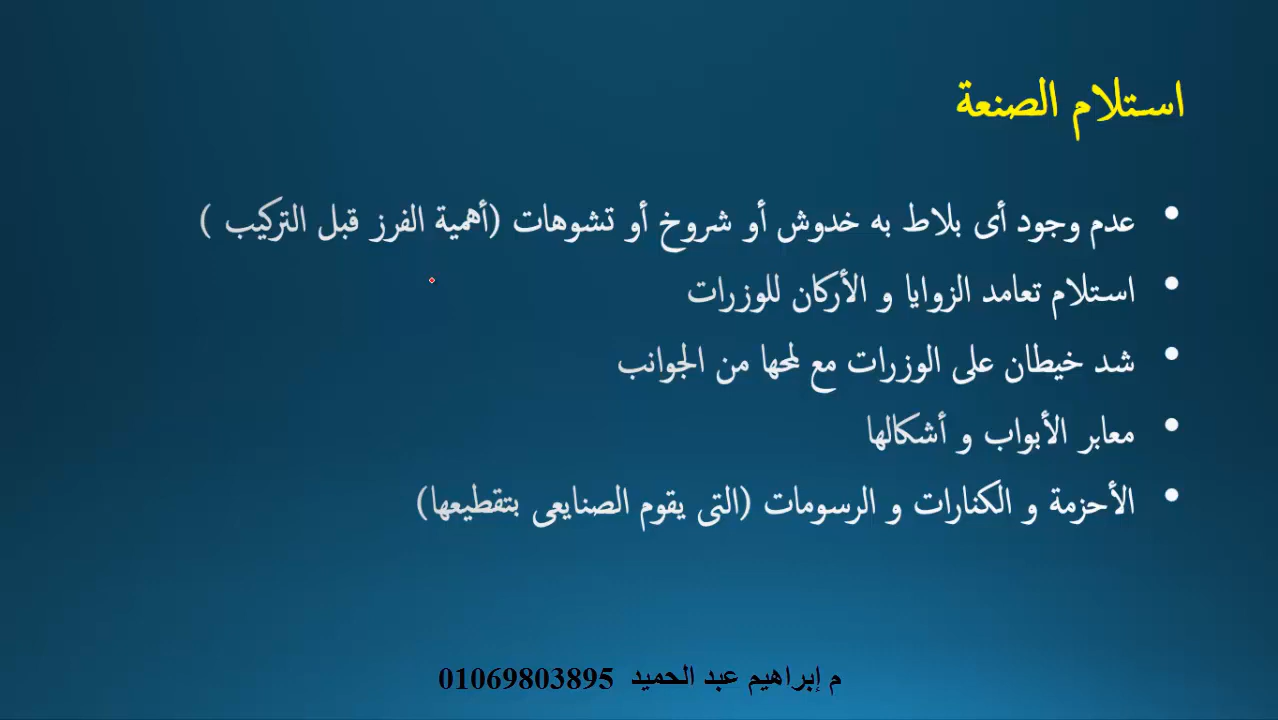 استلام الصنعة
• عدم وجود أى بلاط به خدوش أو شروخ أو تشوهات (أهمية الفرز قبل التركيب )
• استلام تعامد الزوايا و الأركان للوزرات
• شد خيطان على الوزرات مع لمحها من الجوانب
• معابر الأبواب و أشكالها
• الأحزمة و الكنارات و الرسومات (التى يقوم الصنايعى بتقطيعها)
م إبراهيم عبد الحميد 01069803895